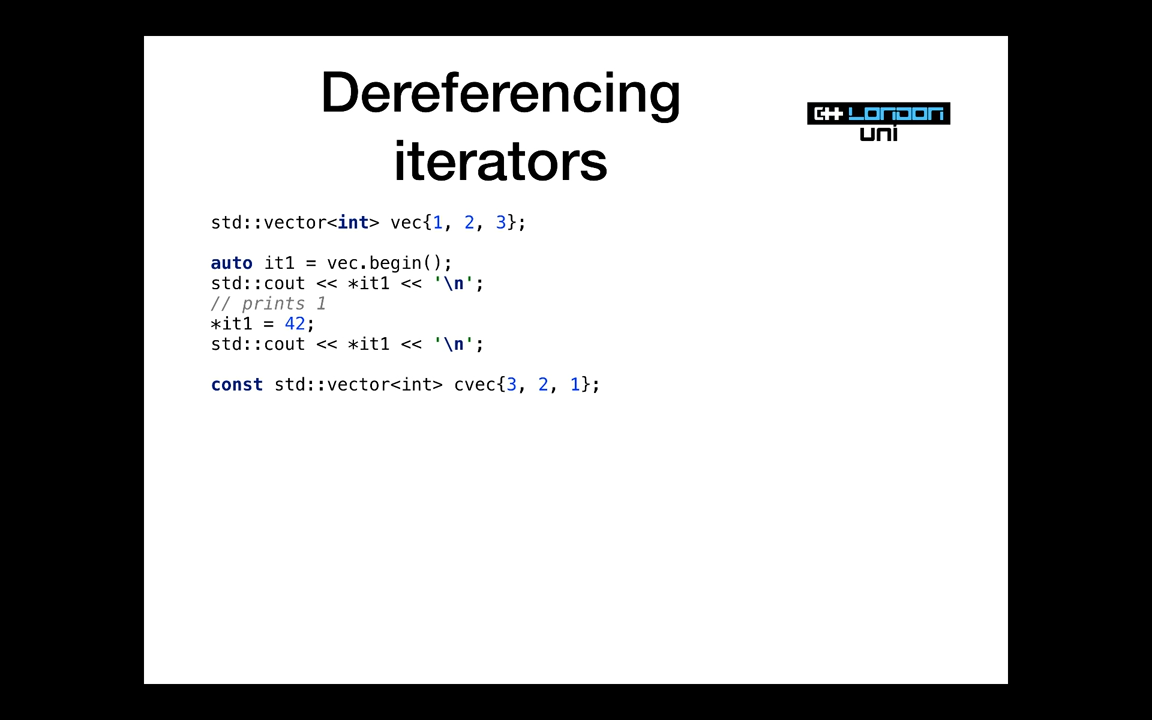 Dereferencing
iterators
C++ LONDON
uni
std::vector<int> vec{1, 2, 3};
auto it1 = vec.begin();
std::cout << *it1 << '\n';
// prints 1
*it1 = 42;
std::cout << *it1 << '\n';
const std::vector<int> cvec{3, 2, 1};